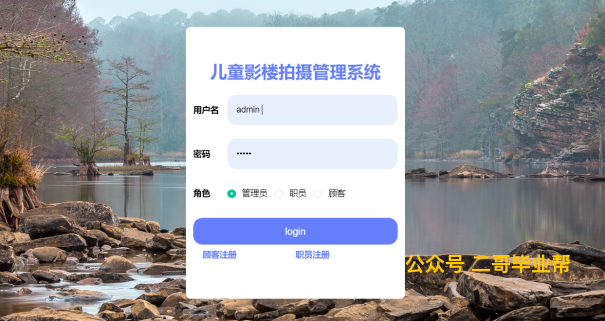 儿童影楼拍摄管理系统
用户名 admin
密码 •••••
角色 管理员 职员 顾客
login
顾客注册 职员注册
公众号 二哥毕业帮